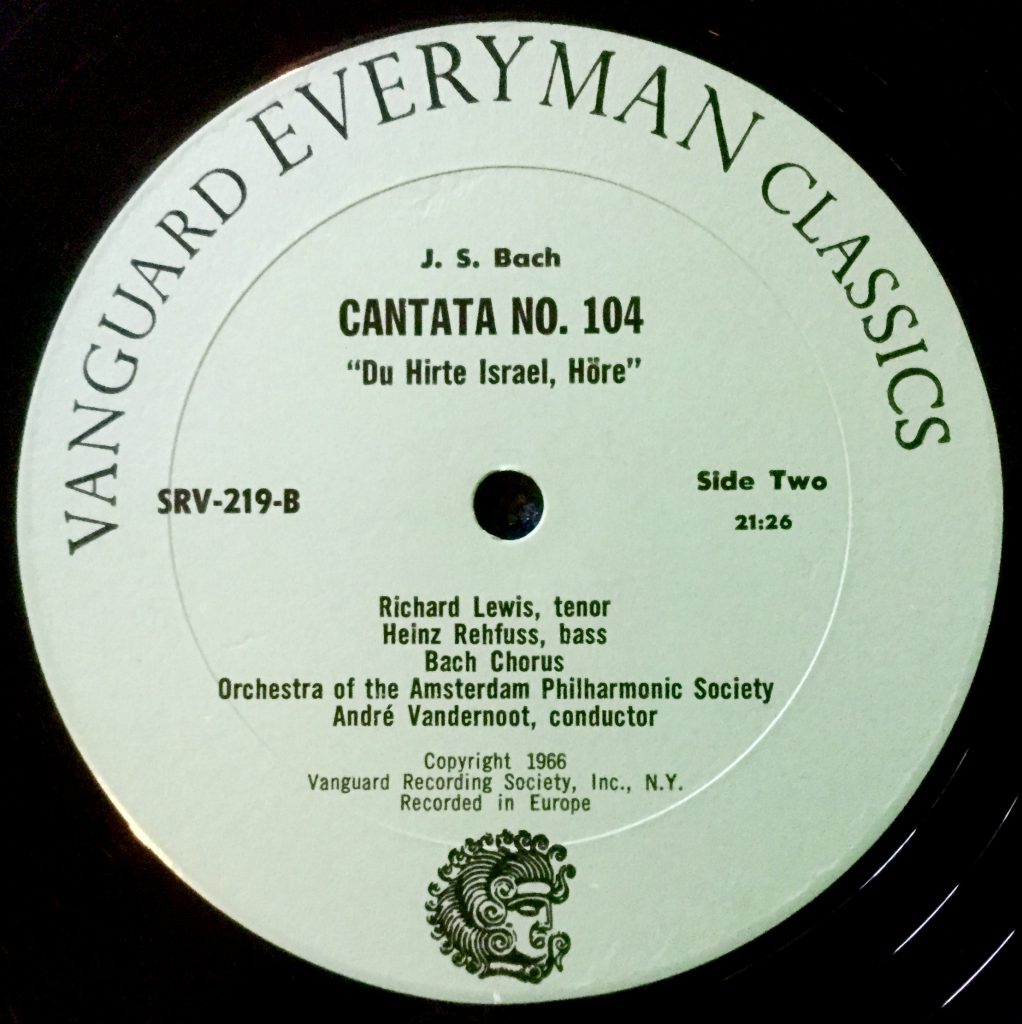 VANGUARD EVERYMAN CLASSICS
J. S. Bach
CANTATA NO. 104
“Du Hirte Israel, Höre”
SRV-219-B
Side Two
21:26
Richard Lewis, tenor
Heinz Rehfuss, bass
Bach Chorus
Orchestra of the Amsterdam Philharmonic Society
André Vandernoot, conductor
Copyright 1966
Vanguard Recording Society, Inc., N.Y.
Recorded in Europe